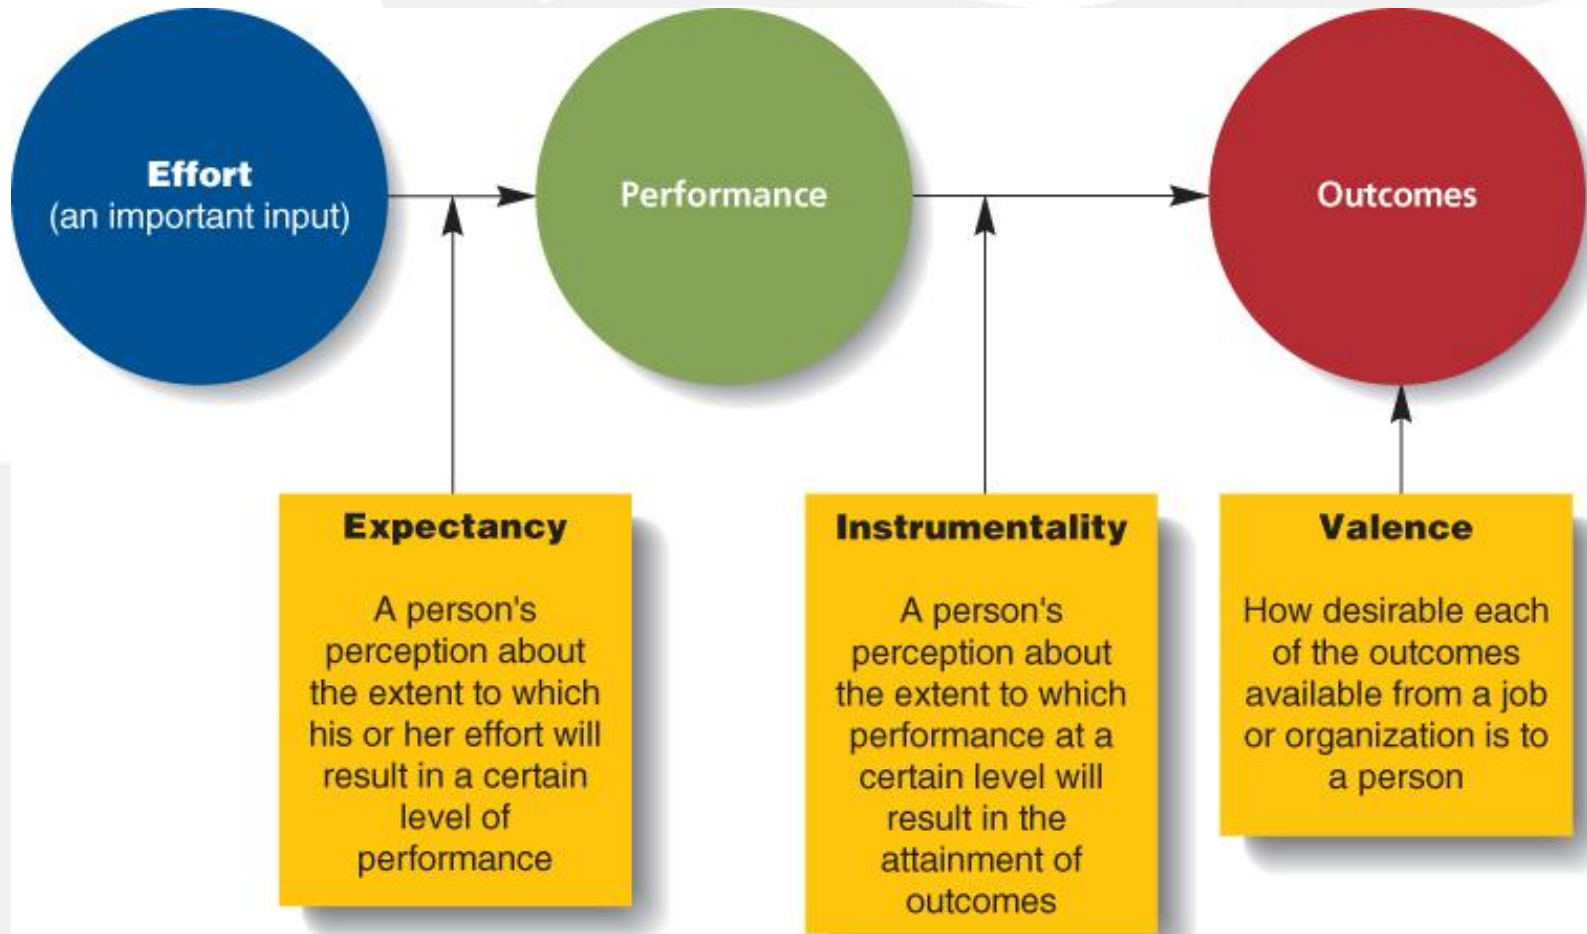 Effort
(an important input)
Performance
Outcomes
Expectancy
A person's
perception about
the extent to which
his or her effort will
result in a certain
level of
performance
Instrumentality
A person's
perception about
the extent to which
performance at a
certain level will
result in the
attainment of
outcomes
Valence
How desirable each
of the outcomes
available from a job
or organization is to
a person